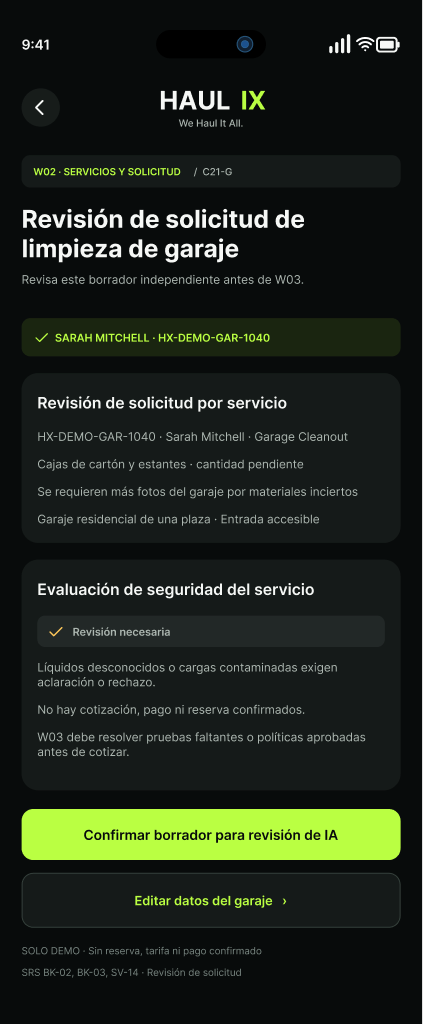 9:41
HAUL IX
We Haul It All.
W02 · SERVICIOS Y SOLICITUD / C21-G
Revisión de solicitud de
limpieza de garaje
Revisa este borrador independiente antes de W03.
SARAH MITCHELL · HX-DEMO-GAR-1040
Revisión de solicitud por servicio
HX-DEMO-GAR-1040 · Sarah Mitchell · Garage Cleanout
Cajas de cartón y estantes · cantidad pendiente
Se requieren más fotos del garaje por materiales inciertos
Garaje residencial de una plaza · Entrada accesible
Evaluación de seguridad del servicio
Revisión necesaria
Líquidos desconocidos o cargas contaminadas exigen
aclaración o rechazo.
No hay cotización, pago ni reserva confirmados.
W03 debe resolver pruebas faltantes o políticas aprobadas
antes de cotizar.
Confirmar borrador para revisión de IA
Editar datos del garaje ›
SOLO DEMO · Sin reserva, tarifa ni pago confirmado
SRS BK-02, BK-03, SV-14 · Revisión de solicitud